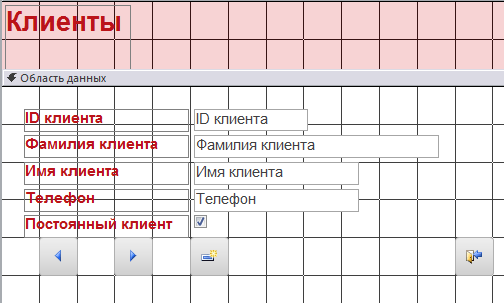 Клиенты
Область данных
ID клиента ID клиента
Фамилия клиента Фамилия клиента
Имя клиента Имя клиента
Телефон Телефон
Постоянный клиент